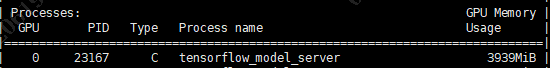 Processes: GPU Memory
GPU PID Type Process name Usage
0 23167 C tensorflow_model_server 3939MiB